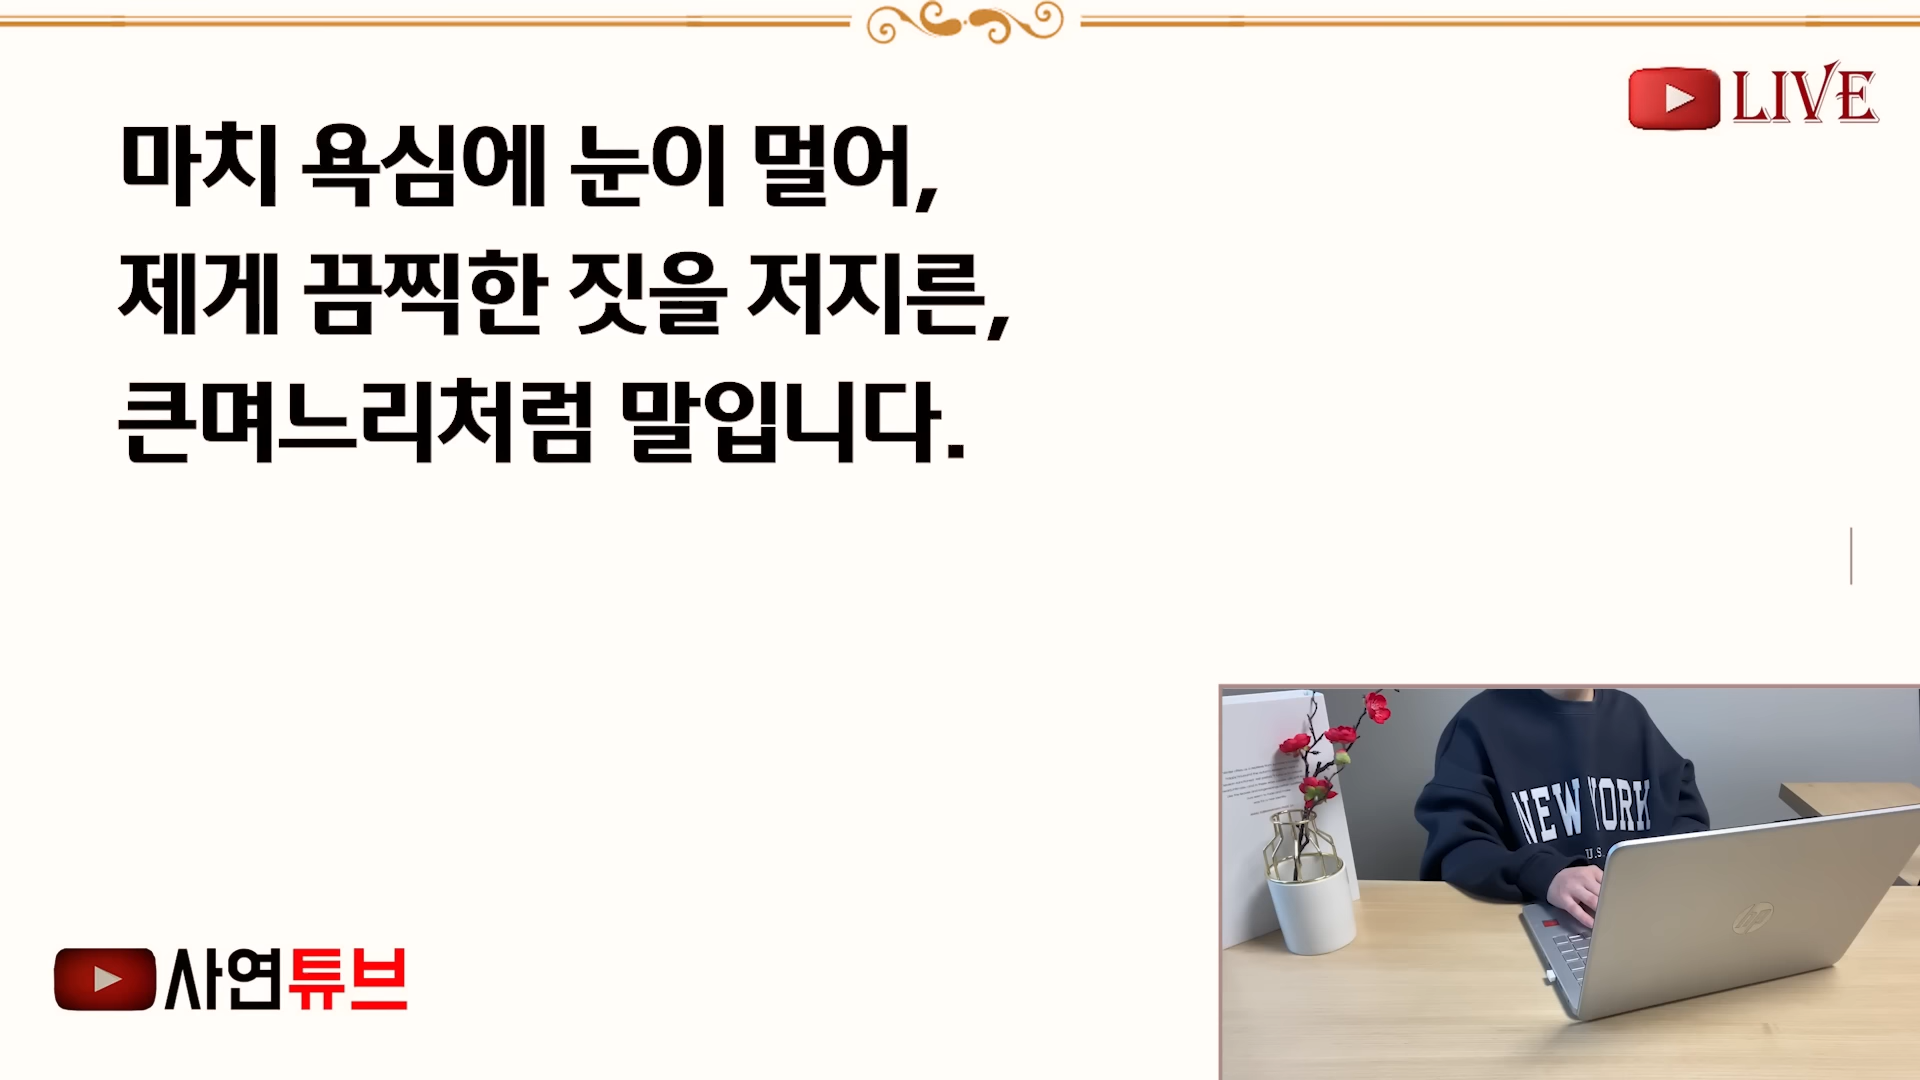 LIVE
마치 욕심에 눈이 멀어,
제게 끔찍한 짓을 저지른,
큰며느리처럼 말입니다.
NEW YORK
U.S.
hp
사연튜브